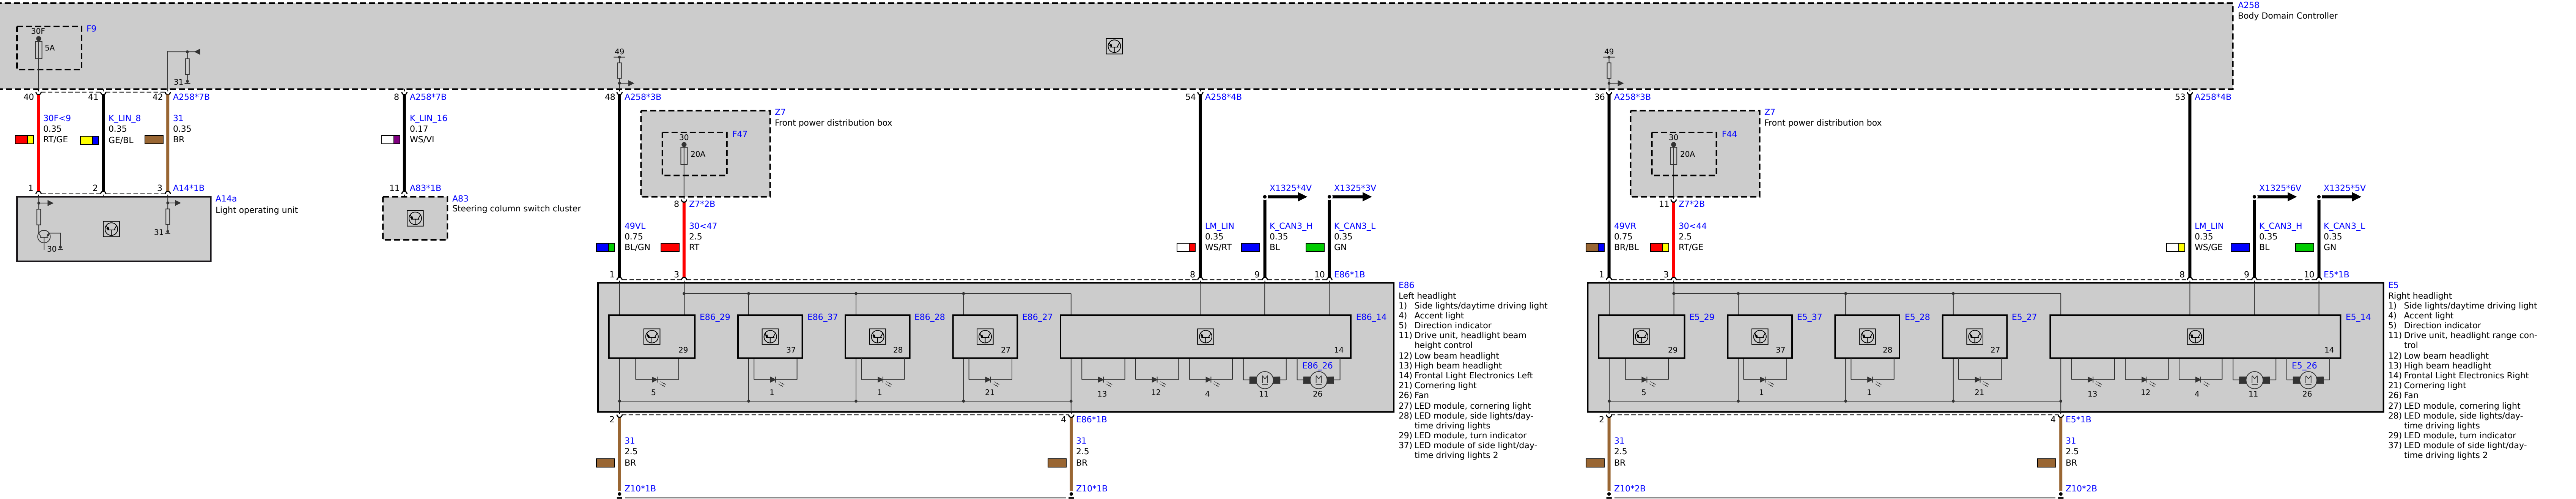 A258
Body Domain Controller
30F
F9
5A
31
49
49
40
41
42
A258*7B
8
A258*7B
48
A258*3B
54
A258*4B
36
A258*3B
53
A258*4B
30F<9
0.35
RT/GE
K_LIN_8
0.35
GE/BL
31
0.35
BR
K_LIN_16
0.17
WS/VI
Z7
Front power distribution box
30
F47
20A
Z7
Front power distribution box
30
F44
20A
1
2
3
A14*1B
11
A83*1B
A14a
Light operating unit
31
30
A83
Steering column switch cluster
8
Z7*2B
X1325*4V
X1325*3V
11
Z7*2B
X1325*6V
X1325*5V
49VL
0.75
BL/GN
30<47
2.5
RT
LM_LIN
0.35
WS/RT
K_CAN3_H
0.35
BL
K_CAN3_L
0.35
GN
49VR
0.75
BR/BL
30<44
2.5
RT/GE
LM_LIN
0.35
WS/GE
K_CAN3_H
0.35
BL
K_CAN3_L
0.35
GN
1
3
8
9
10
E86*1B
1
3
8
9
10
E5*1B
E86_29
E86_37
E86_28
E86_27
E86_14
29
37
28
27
14
E86_26
M
M
5
1
1
21
13
12
4
11
26
E86
Left headlight
1) Side lights/daytime driving light
4) Accent light
5) Direction indicator
11) Drive unit, headlight beam
height control
12) Low beam headlight
13) High beam headlight
14) Frontal Light Electronics Left
21) Cornering light
26) Fan
27) LED module, cornering light
28) LED module, side lights/day-
time driving lights
29) LED module, turn indicator
37) LED module of side light/day-
time driving lights 2
E5_29
E5_37
E5_28
E5_27
E5_14
29
37
28
27
14
E5_26
M
M
5
1
1
21
13
12
4
11
26
E5
Right headlight
1) Side lights/daytime driving light
4) Accent light
5) Direction indicator
11) Drive unit, headlight range con-
trol
12) Low beam headlight
13) High beam headlight
14) Frontal Light Electronics Right
21) Cornering light
26) Fan
27) LED module, cornering light
28) LED module, side lights/day-
time driving lights
29) LED module, turn indicator
37) LED module of side light/day-
time driving lights 2
2
4
E86*1B
2
4
E5*1B
31
2.5
BR
31
2.5
BR
31
2.5
BR
31
2.5
BR
Z10*1B
Z10*1B
Z10*2B
Z10*2B